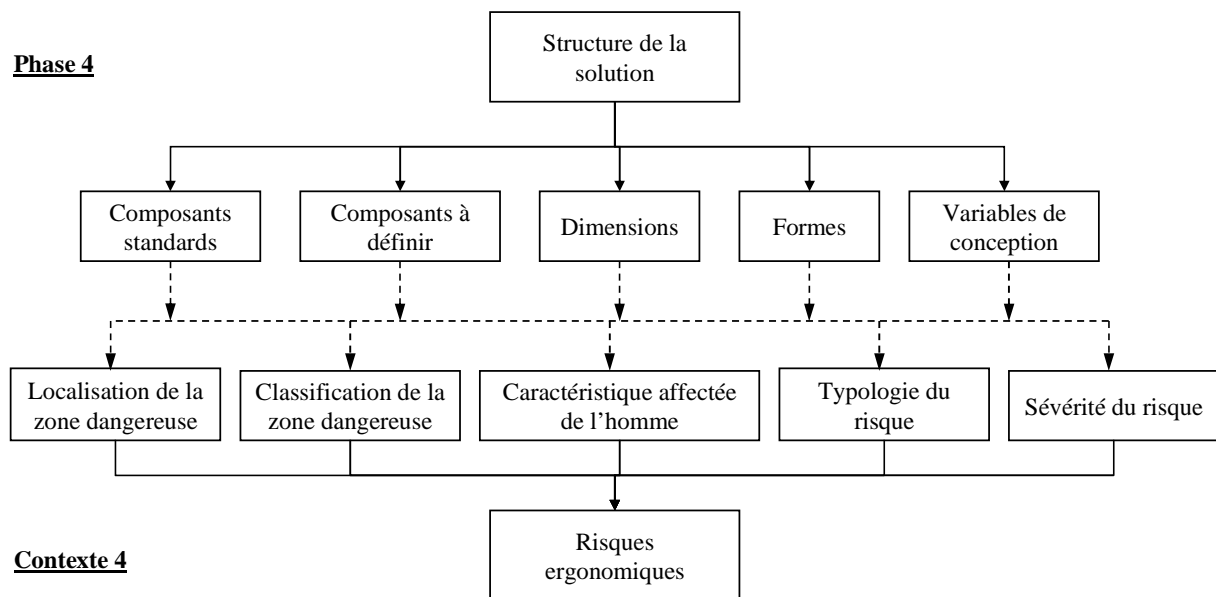 Structure de la
solution
Phase 4
Composants
standards
Composants à
définir
Dimensions
Formes
Variables de
conception
Localisation de la
zone dangereuse
Classification de la
zone dangereuse
Caractéristique affectée
de l’homme
Typologie du
risque
Sévérité du risque
Risques
ergonomiques
Contexte 4